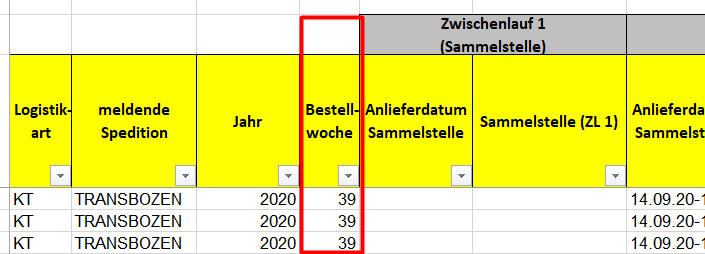 Zwischenlauf 1
(Sammelstelle)
Logistik-
art
meldende
Spedition
Jahr
Bestell-
woche
Anlieferdatum
Sammelstelle
Sammelstelle (ZL 1)
Anlieferda
Sammelst
KT TRANSBOZEN 2020 39 14.09.20-1
KT TRANSBOZEN 2020 39 14.09.20-1
KT TRANSBOZEN 2020 39 14.09.20-1